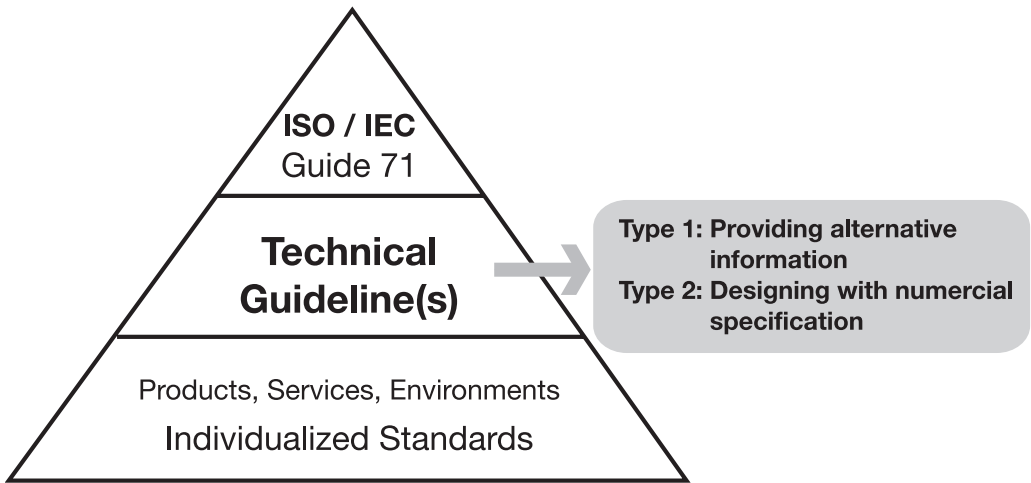 ISO / IEC
Guide 71
Technical
Guideline(s)
Type 1: Providing alternative
information
Type 2: Designing with numercial
specification
Products, Services, Environments
Individualized Standards